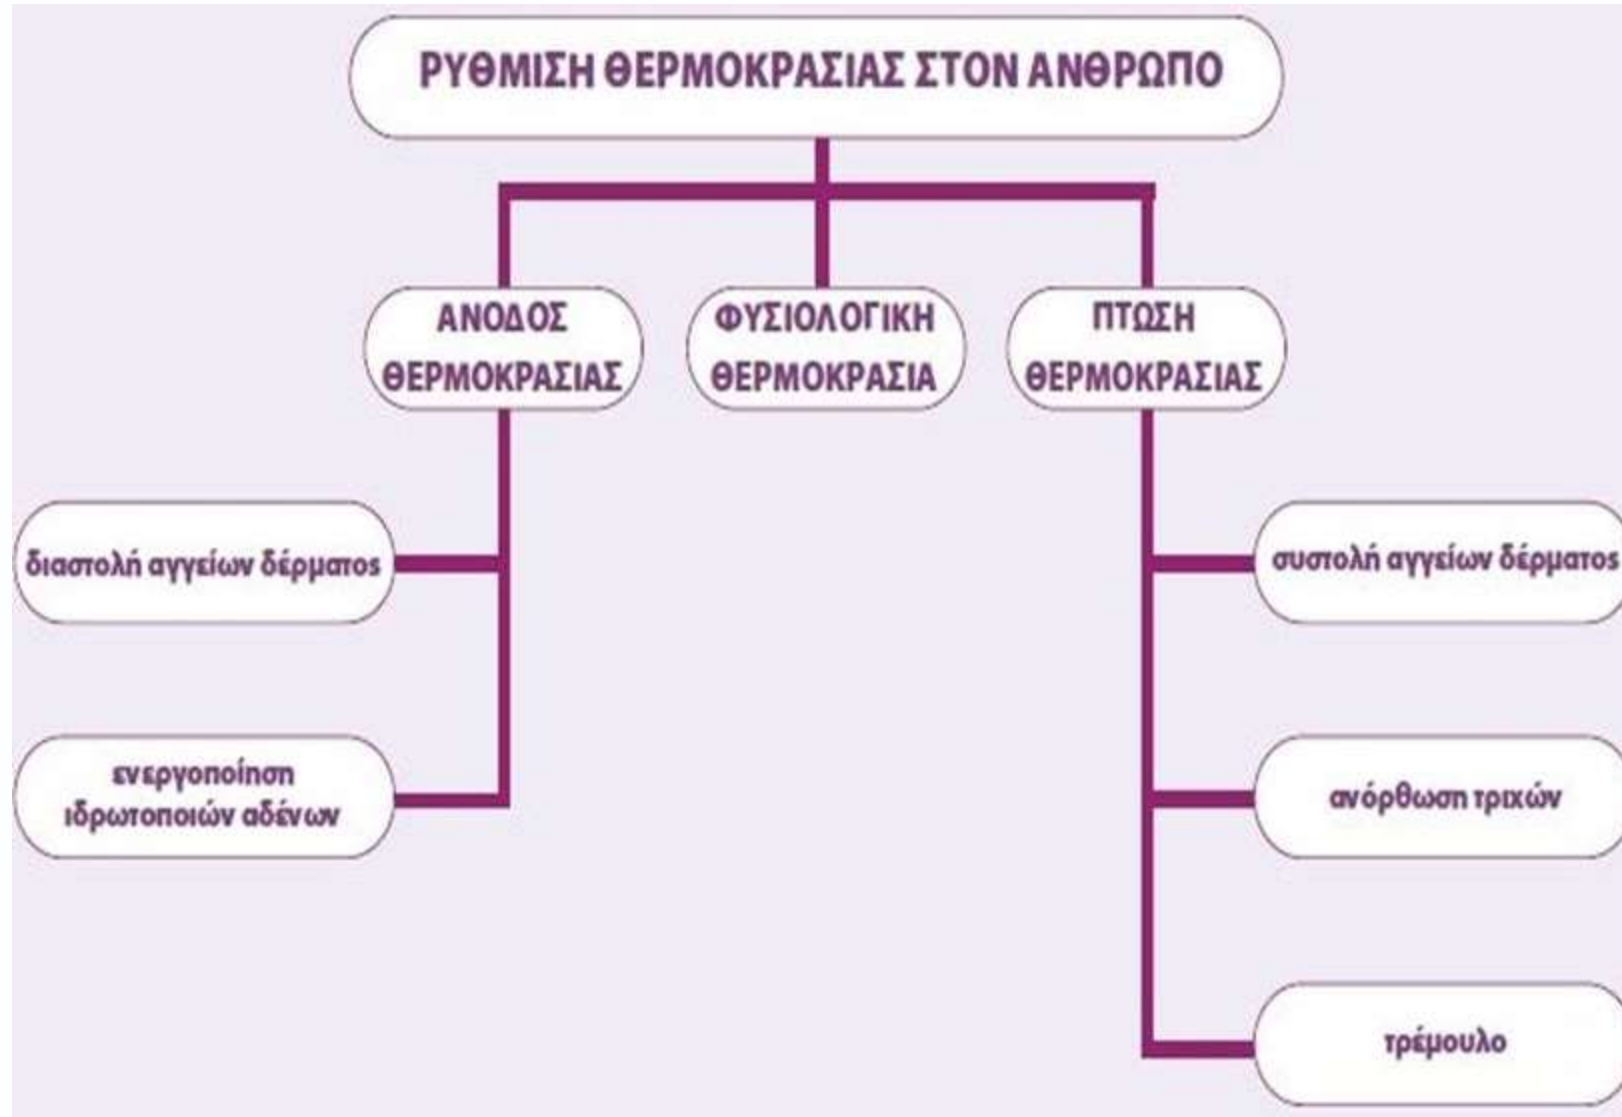 ΡΥΘΜΙΣΗ ΘΕΡΜΟΚΡΑΣΙΑΣ ΣΤΟΝ ΑΝΘΡΩΠΟ
ΑΝΟΔΟΣ
ΘΕΡΜΟΚΡΑΣΙΑΣ
ΦΥΣΙΟΛΟΓΙΚΗ
ΘΕΡΜΟΚΡΑΣΙΑ
ΠΤΩΣΗ
ΘΕΡΜΟΚΡΑΣΙΑΣ
διαστολή αγγείων δέρματος
συστολή αγγείων δέρματος
ενεργοποίηση
ιδρωτοποιών αδένων
ανόρθωση τριχών
τρέμουλο